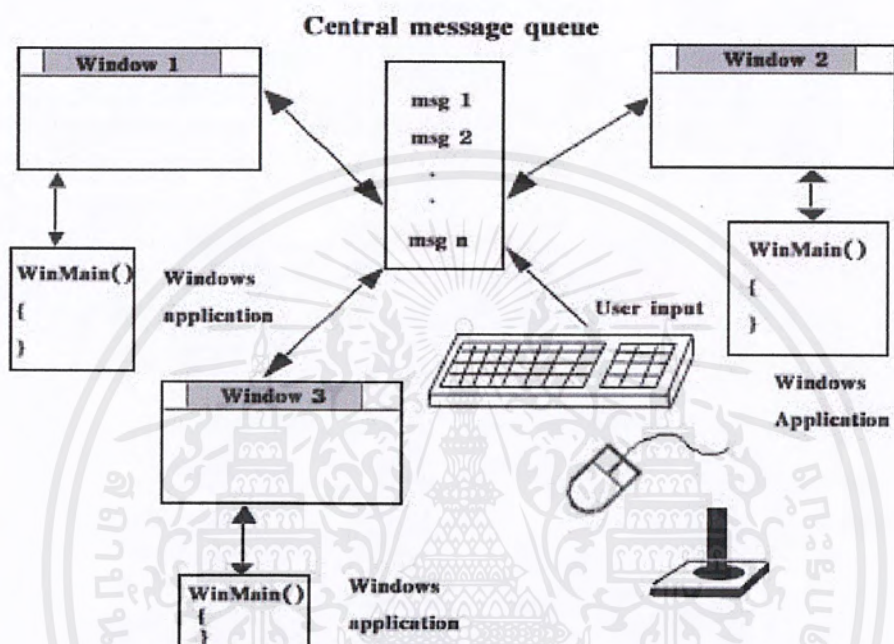 Central message queue
Window 1
Window 2
msg 1
msg 2
.
.
msg n
WinMain()
{
}
Windows
application
User input
WinMain()
{
}
Windows
Application
Window 3
WinMain()
{
}
Windows
application